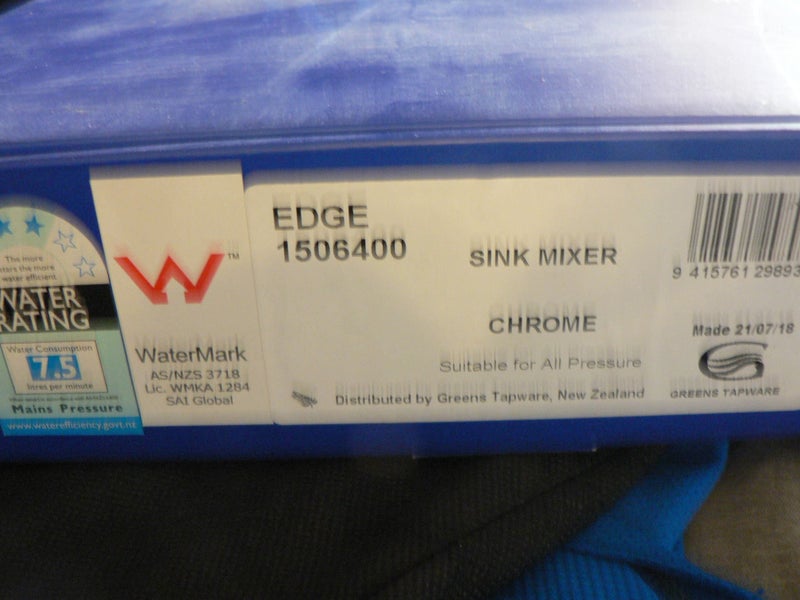 The more
stars the more
water efficient
WATER
RATING
Water Consumption
7.5
litres per minute
Mains Pressure
www.waterefficiency.govt.nz
TM
WaterMark
AS/NZS 3718
Lic. WMKA 1284
SAI Global
EDGE
1506400
SINK MIXER
CHROME
Suitable for All Pressure
Distributed by Greens Tapware, New Zealand
9 415761 29893
Made 21/07/18
GREENS TAPWARE